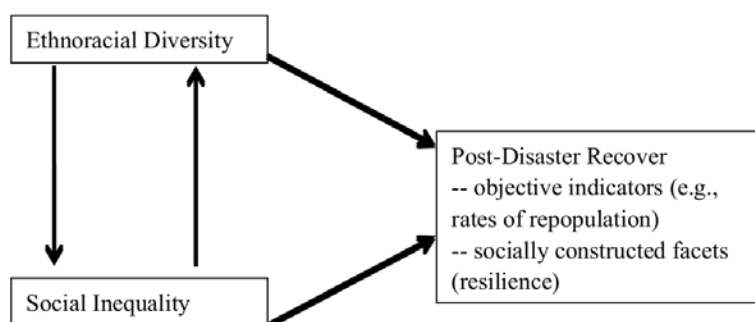 Ethnoracial Diversity
Post-Disaster Recover
-- objective indicators (e.g.,
rates of repopulation)
-- socially constructed facets
(resilience)
Social Inequality